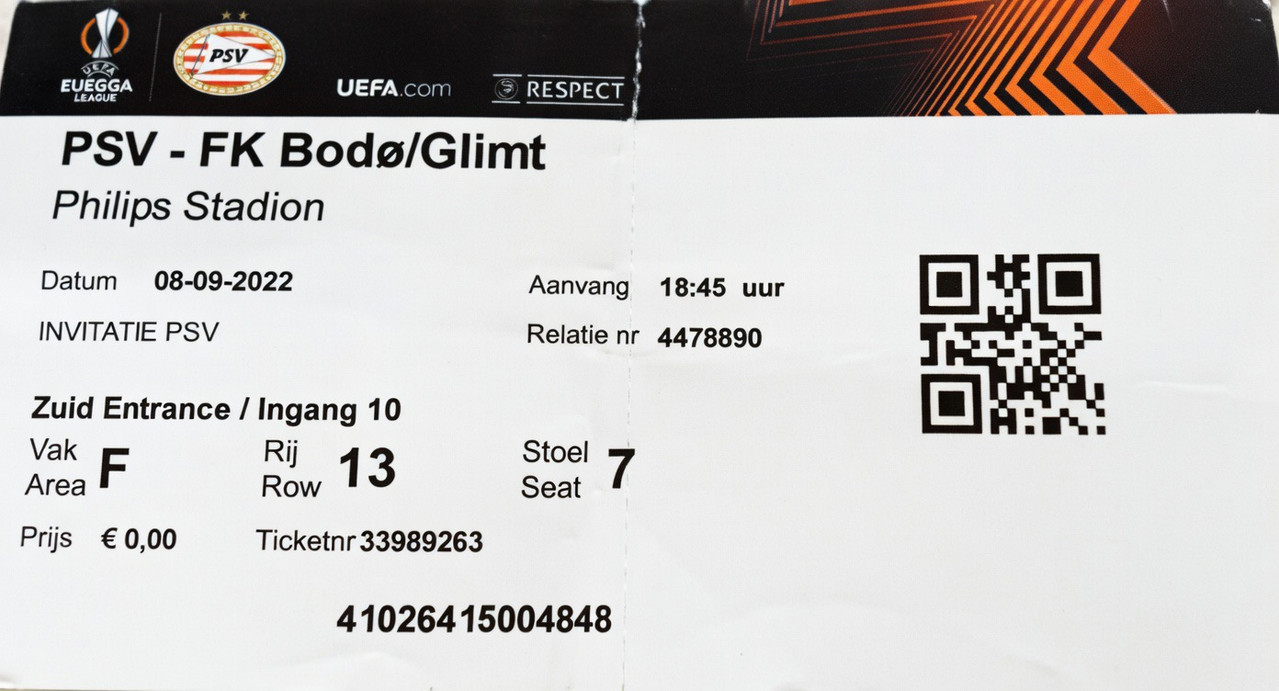 UEFA
EUEGGA
LEAGUE
PSV
UEFA.com
RESPECT
PSV - FK Bodø/Glimt
Philips Stadion
Datum 08-09-2022
Aanvang 18:45 uur
INVITATIE PSV
Relatie nr 4478890
Zuid Entrance / Ingang 10
Vak Area F
Rij Row 13
Stoel Seat 7
Prijs € 0,00
Ticketnr 33989263
41026415004848